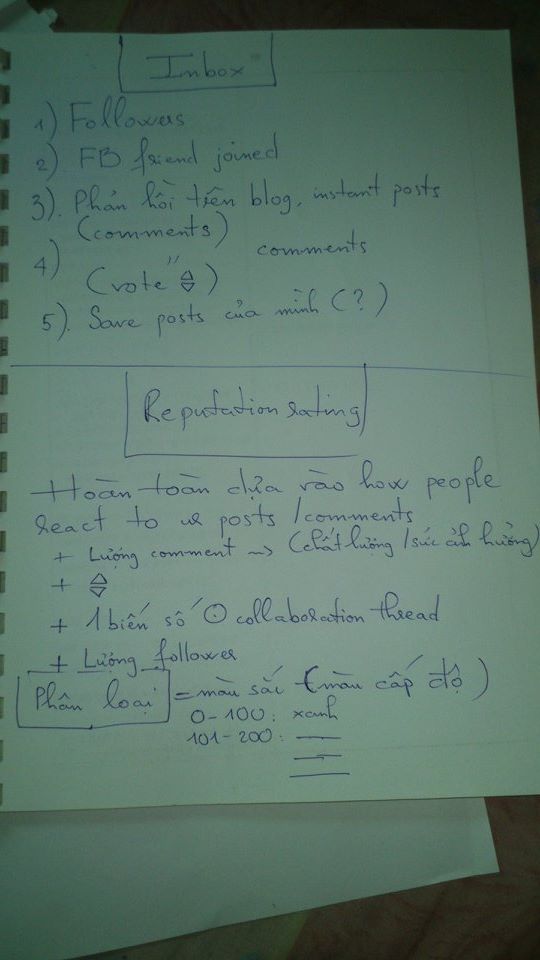 Inbox
1) Followers
2) FB friend joined
3). Phản hồi trên blog, instant posts
(comments)
4) " comments
(vote ⇳)
5). Save posts của mình (?)
Reputation rating
Hoàn toàn dựa vào how people
react to ur posts / comments
+ Lượng comment ~> (chất lượng / sức ảnh hưởng)
+ ⇳
+ 1 biến số ⊙ collaboration thread
+ Lượng follower
Phân loại = màu sắc (màu cấp độ)
0-100: xanh
101-200: